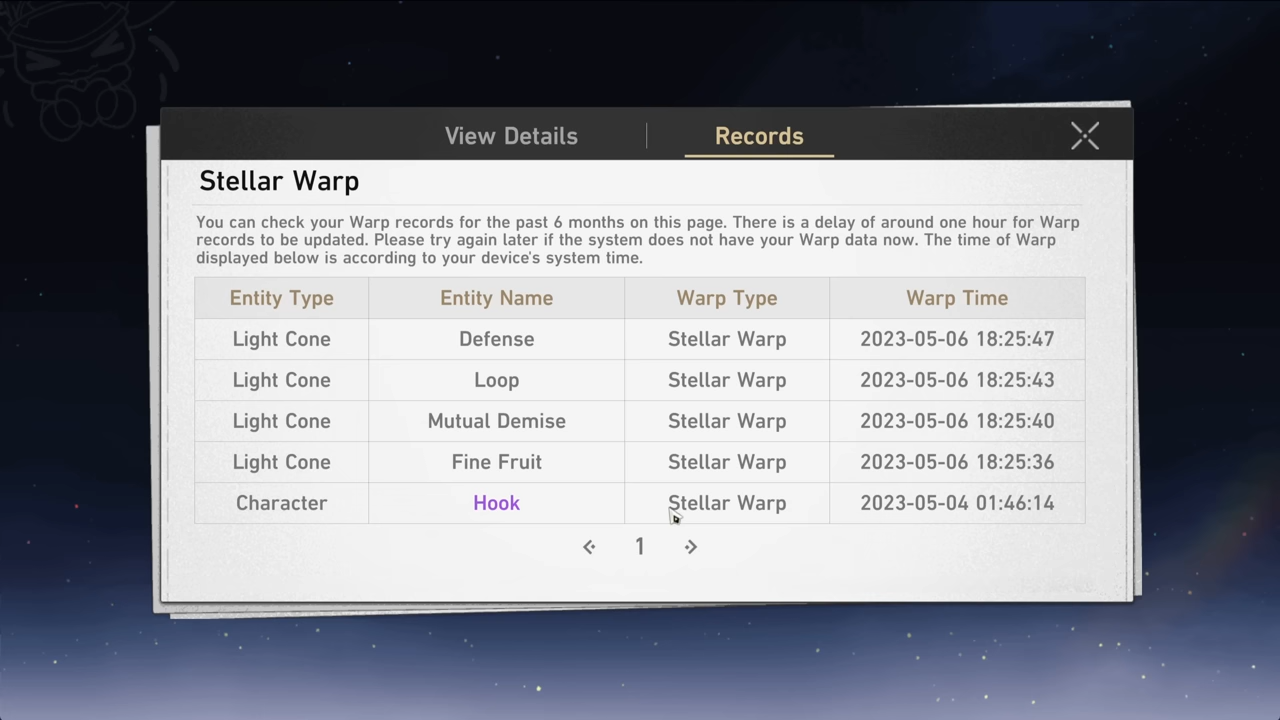 View Details
Records
Stellar Warp
You can check your Warp records for the past 6 months on this page. There is a delay of around one hour for Warp
records to be updated. Please try again later if the system does not have your Warp data now. The time of Warp
displayed below is according to your device's system time.
Entity Type Entity Name Warp Type Warp Time
Light Cone Defense Stellar Warp 2023-05-06 18:25:47
Light Cone Loop Stellar Warp 2023-05-06 18:25:43
Light Cone Mutual Demise Stellar Warp 2023-05-06 18:25:40
Light Cone Fine Fruit Stellar Warp 2023-05-06 18:25:36
Character Hook Stellar Warp 2023-05-04 01:46:14
1